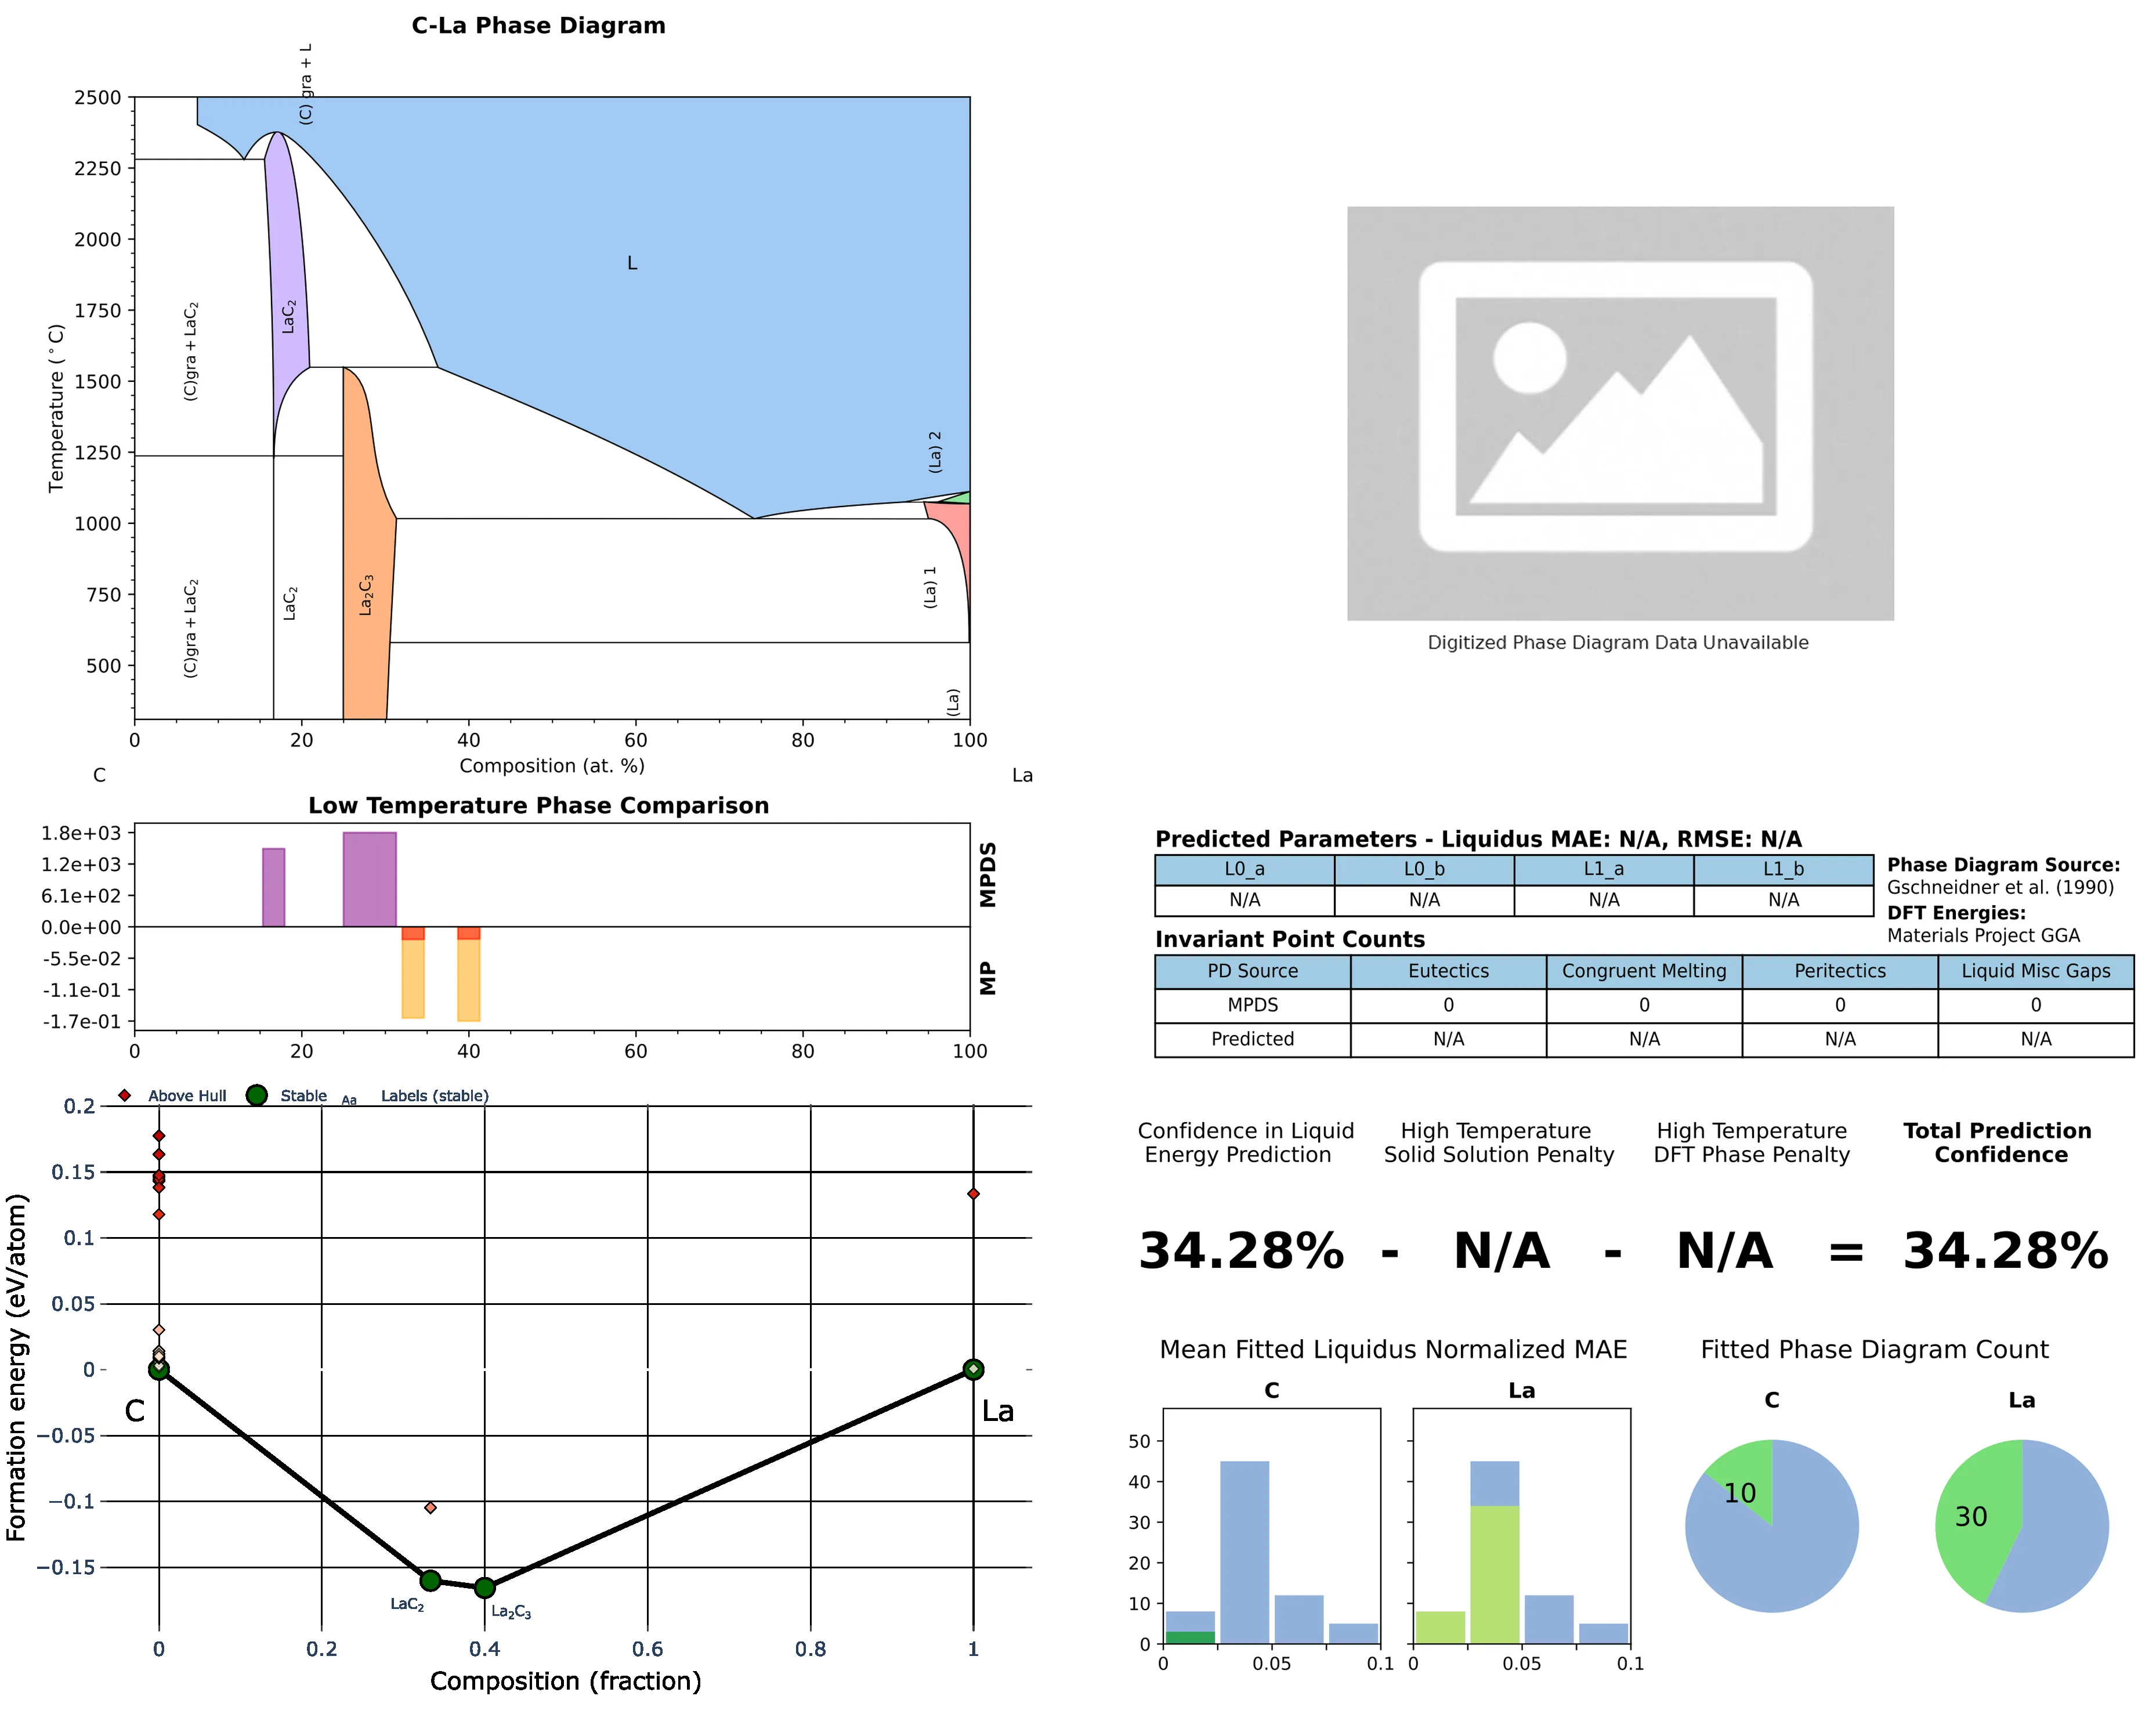 C-La Phase Diagram
(C) gra + L
2500
2250
2000
1750
1500
1250
1000
750
500
Temperature (°C)
L
LaC₂
(C)gra + LaC₂
(La) 2
(La) 1
La₂C₃
LaC₂
(C)gra + LaC₂
(La)
0 20 40 60 80 100
Composition (at. %)
C La
Digitized Phase Diagram Data Unavailable
Low Temperature Phase Comparison
1.8e+03
1.2e+03
6.1e+02
0.0e+00
-5.5e-02
-1.1e-01
-1.7e-01
MPDS
MP
0 20 40 60 80 100
Predicted Parameters - Liquidus MAE: N/A, RMSE: N/A
L0_a L0_b L1_a L1_b
N/A N/A N/A N/A
Phase Diagram Source:
Gschneidner et al. (1990)
DFT Energies:
Materials Project GGA
Invariant Point Counts
PD Source Eutectics Congruent Melting Peritectics Liquid Misc Gaps
MPDS 0 0 0 0
Predicted N/A N/A N/A N/A
Above Hull Stable Aa Labels (stable)
0.2
0.15
0.1
0.05
0
−0.05
−0.1
−0.15
Formation energy (eV/atom)
C
La
LaC₂
La₂C₃
0 0.2 0.4 0.6 0.8 1
Composition (fraction)
Confidence in Liquid
Energy Prediction
High Temperature
Solid Solution Penalty
High Temperature
DFT Phase Penalty
Total Prediction
Confidence
34.28% - N/A - N/A = 34.28%
Mean Fitted Liquidus Normalized MAE
C
La
50
40
30
20
10
0
0 0.05 0.1
0 0.05 0.1
Fitted Phase Diagram Count
C
La
10
30